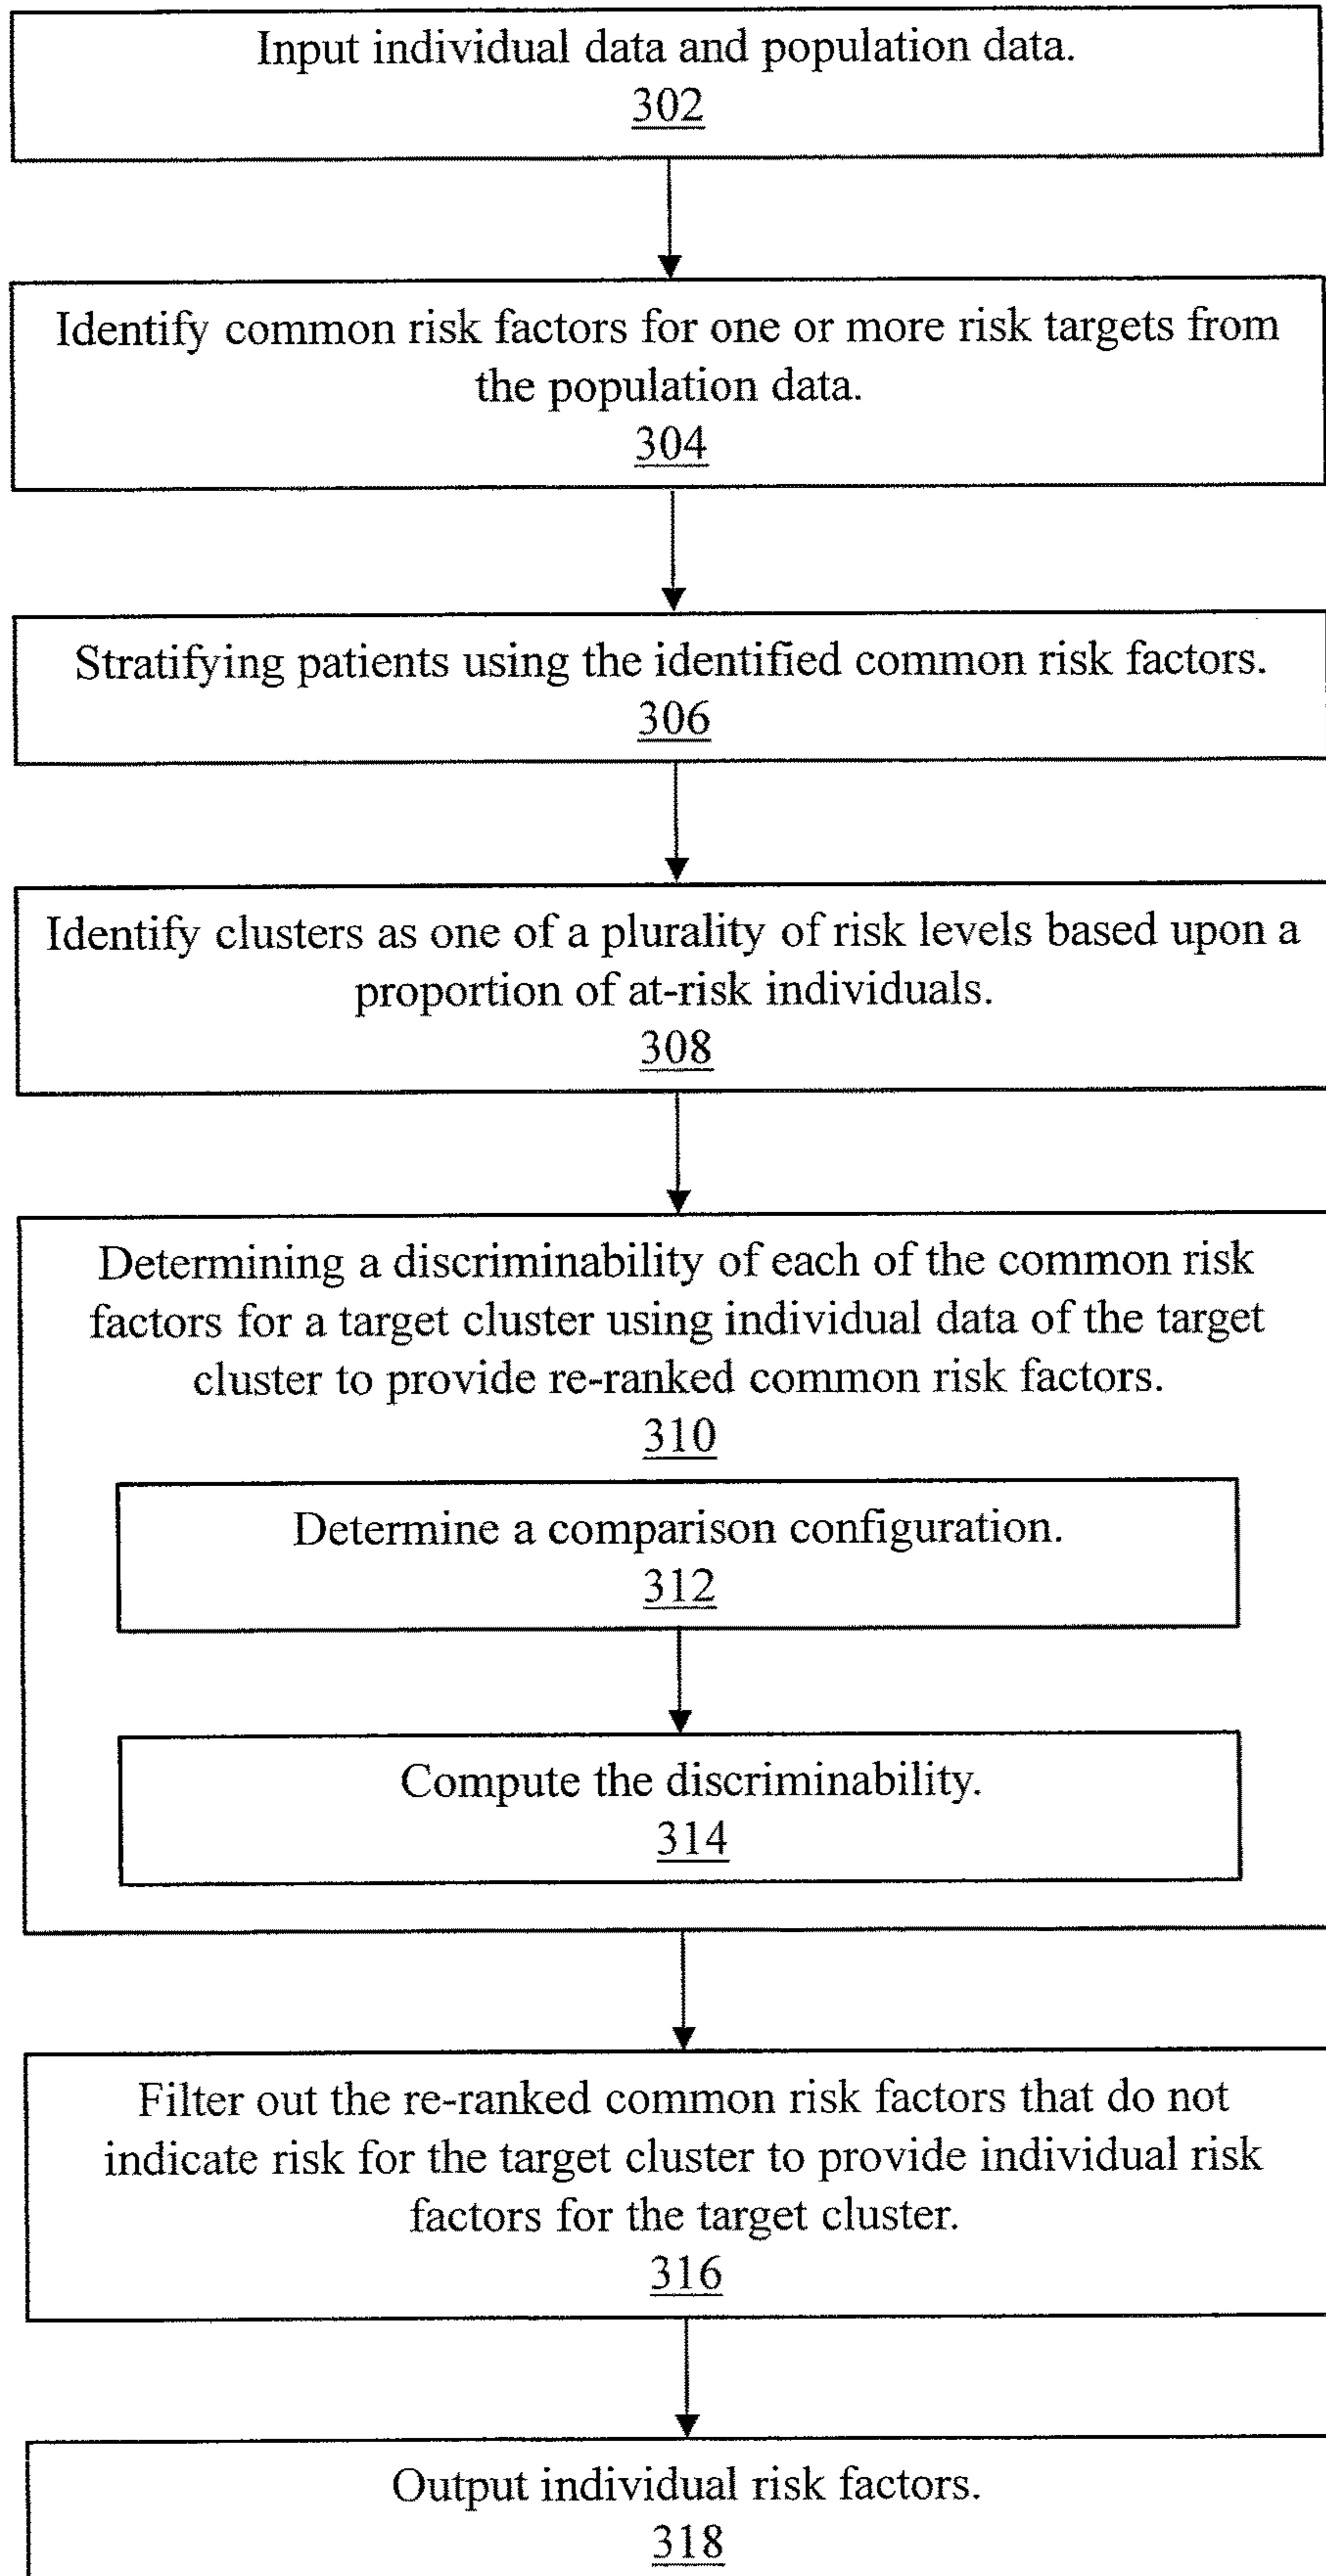 Input individual data and population data.
302
Identify common risk factors for one or more risk targets from
the population data.
304
Stratifying patients using the identified common risk factors.
306
Identify clusters as one of a plurality of risk levels based upon a
proportion of at-risk individuals.
308
Determining a discriminability of each of the common risk
factors for a target cluster using individual data of the target
cluster to provide re-ranked common risk factors.
310
Determine a comparison configuration.
312
Compute the discriminability.
314
Filter out the re-ranked common risk factors that do not
indicate risk for the target cluster to provide individual risk
factors for the target cluster.
316
Output individual risk factors.
318